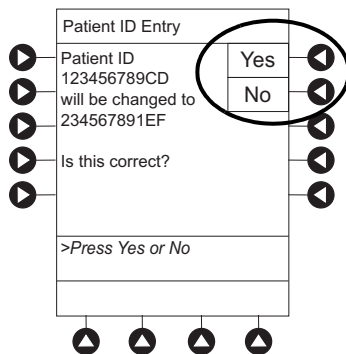 Patient ID Entry
Patient ID
123456789CD
will be changed to
234567891EF
Is this correct?
Yes
No
>Press Yes or No